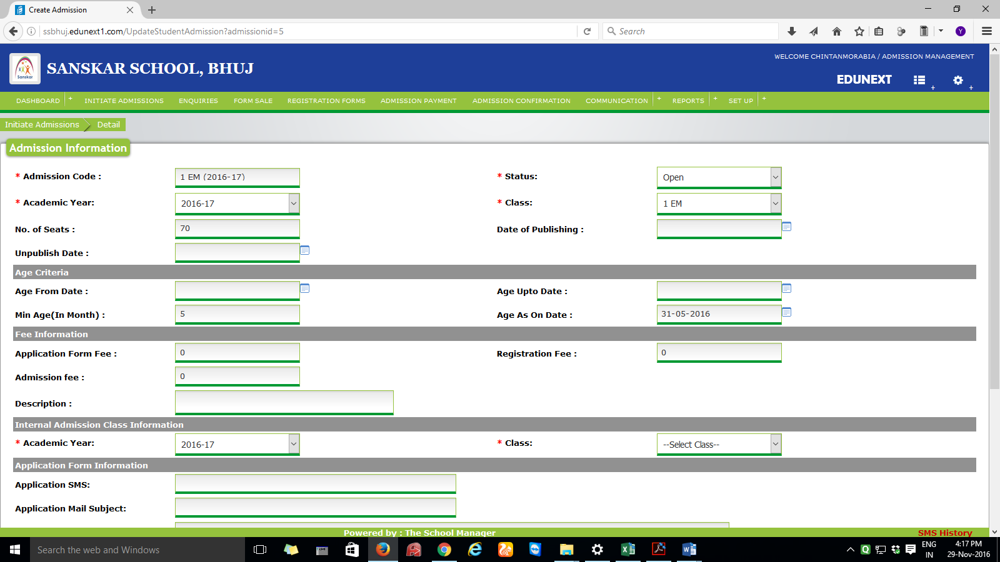 Create Admission
ssbhuj.edunext1.com/UpdateStudentAdmission?admissionid=5
Search
Y
Sanskar
SANSKAR SCHOOL, BHUJ
WELCOME CHINTANMORABIA / ADMISSION MANAGEMENT
EDUNEXT
+ +
DASHBOARD + INITIATE ADMISSIONS ENQUIRIES FORM SALE REGISTRATION FORMS ADMISSION PAYMENT ADMISSION CONFIRMATION COMMUNICATION + REPORTS + SET UP +
Initiate Admissions Detail
Admission Information
* Admission Code : 1 EM (2016-17) * Status: Open
* Academic Year: 2016-17 * Class: 1 EM
No. of Seats : 70 Date of Publishing :
Unpublish Date :
Age Criteria
Age From Date : Age Upto Date :
Min Age(In Month) : 5 Age As On Date : 31-05-2016
Fee Information
Application Form Fee : 0 Registration Fee : 0
Admission fee : 0
Description :
Internal Admission Class Information
* Academic Year: 2016-17 * Class: --Select Class--
Application Form Information
Application SMS:
Application Mail Subject:
Powered by : The School Manager SMS History
Search the web and Windows
ENG 4:17 PM
IN 29-Nov-2016